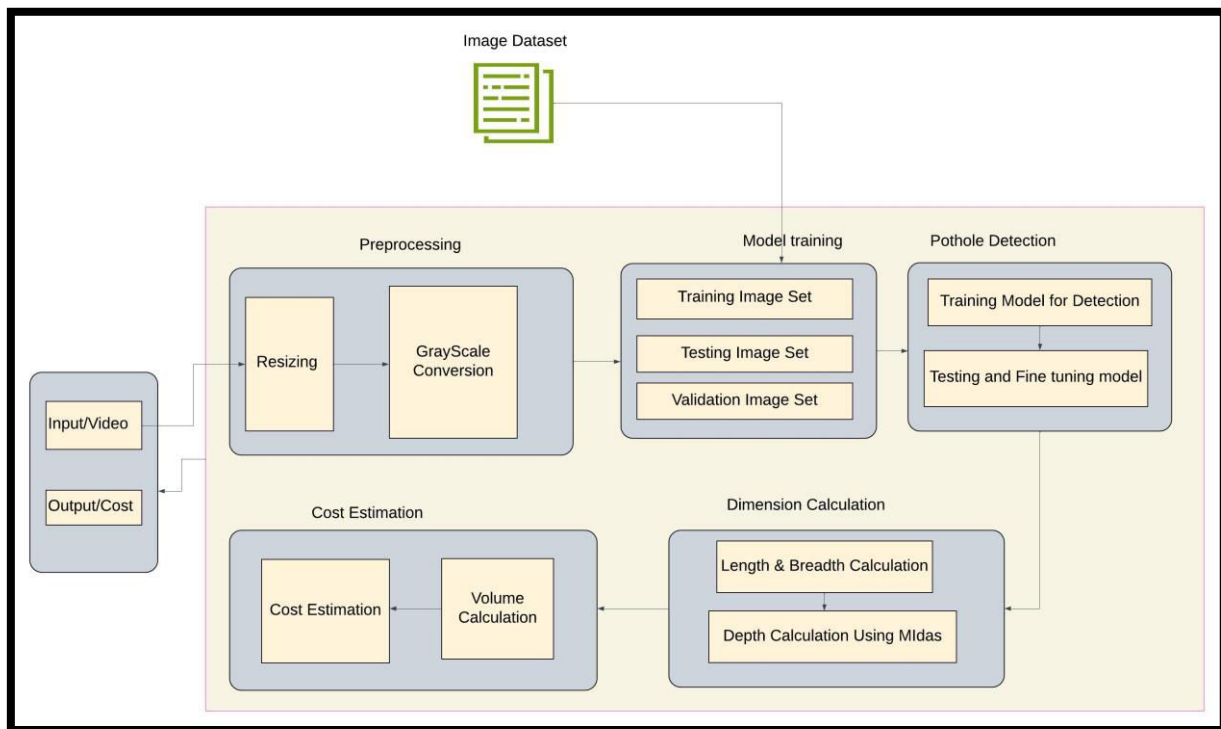 Image Dataset
Preprocessing
Model training
Pothole Detection
Resizing
GrayScale
Conversion
Training Image Set
Testing Image Set
Validation Image Set
Training Model for Detection
Testing and Fine tuning model
Input/Video
Output/Cost
Cost Estimation
Dimension Calculation
Cost Estimation
Volume
Calculation
Length & Breadth Calculation
Depth Calculation Using MIdas